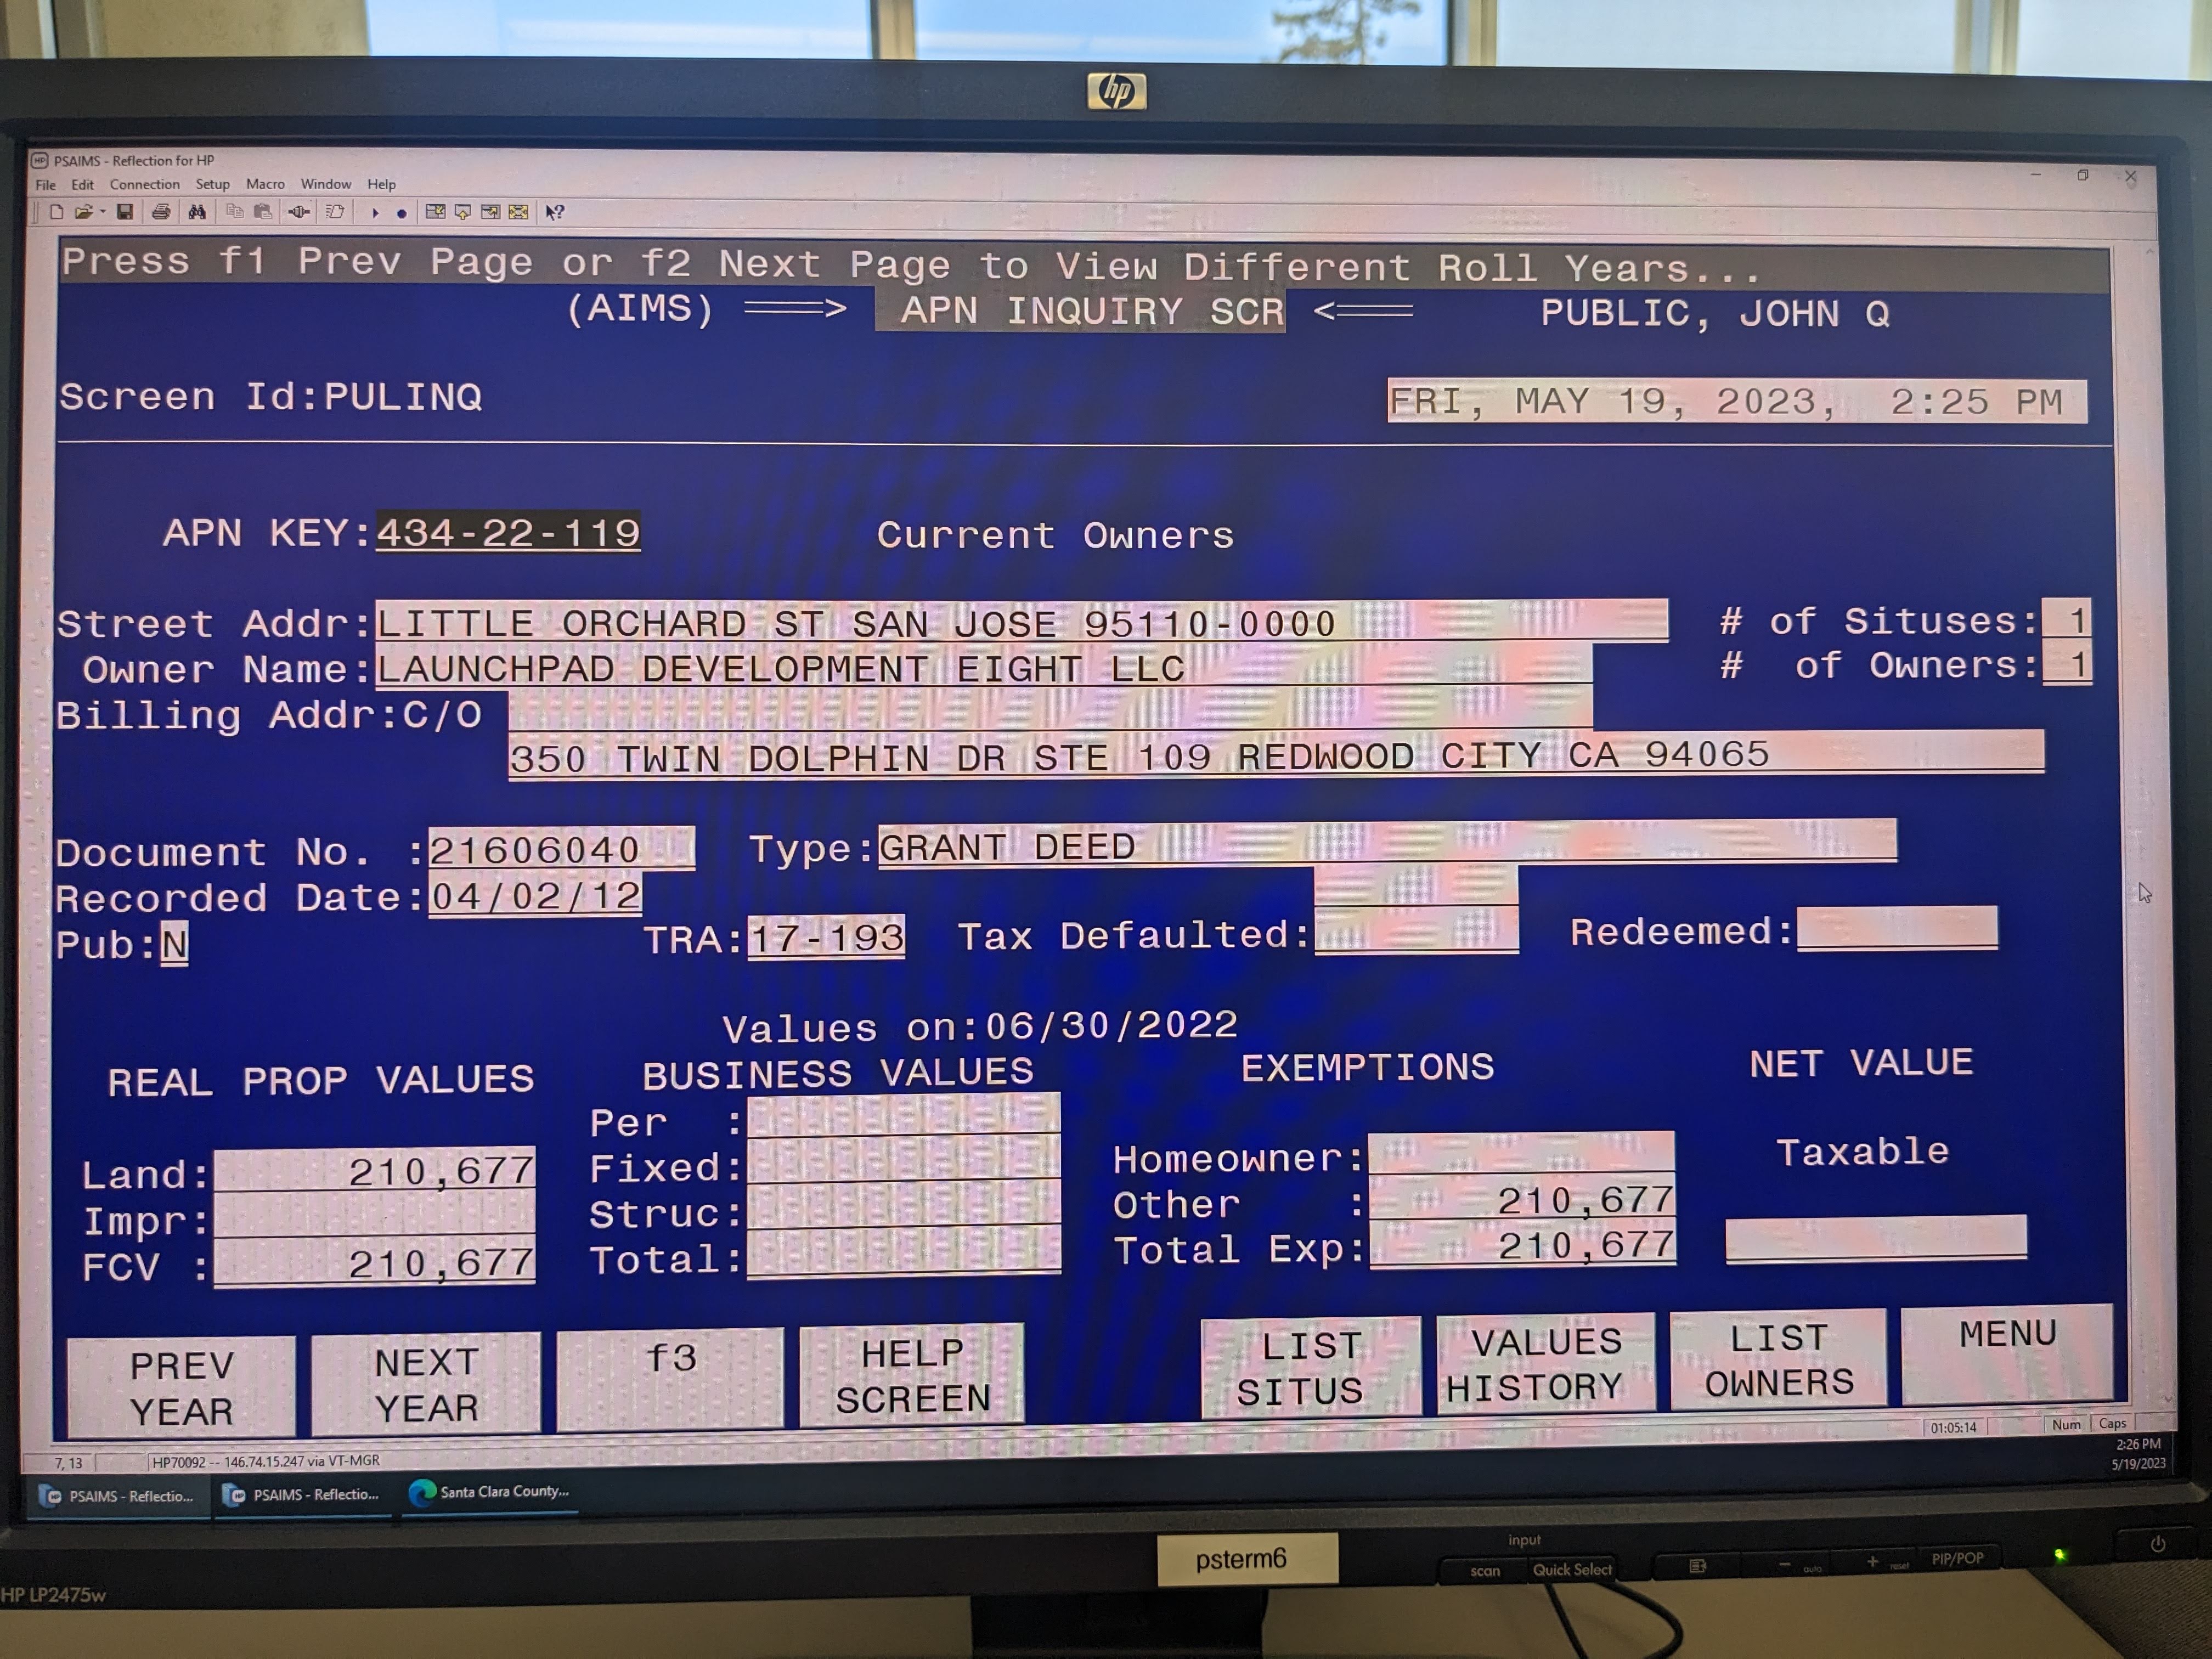 hp
PSAIMS - Reflection for HP
File Edit Connection Setup Macro Window Help
Press f1 Prev Page or f2 Next Page to View Different Roll Years...
(AIMS) ===> APN INQUIRY SCR <=== PUBLIC, JOHN Q
Screen Id:PULINQ FRI, MAY 19, 2023, 2:25 PM
APN KEY:434-22-119 Current Owners
Street Addr:LITTLE ORCHARD ST SAN JOSE 95110-0000 # of Situses: 1
Owner Name:LAUNCHPAD DEVELOPMENT EIGHT LLC # of Owners: 1
Billing Addr:C/O
350 TWIN DOLPHIN DR STE 109 REDWOOD CITY CA 94065
Document No. :21606040 Type:GRANT DEED
Recorded Date:04/02/12
Pub:N TRA:17-193 Tax Defaulted: Redeemed:
Values on:06/30/2022
REAL PROP VALUES BUSINESS VALUES EXEMPTIONS NET VALUE
Per :
Land: 210,677 Fixed: Homeowner: Taxable
Impr: Struc: Other : 210,677
FCV : 210,677 Total: Total Exp: 210,677
PREV YEAR NEXT YEAR f3 HELP SCREEN LIST SITUS VALUES HISTORY LIST OWNERS MENU
01:05:14 Num Caps
7, 13 HP70092 -- 146.74.15.247 via VT-MGR
2:26 PM
5/19/2023
PSAIMS - Reflectio... PSAIMS - Reflectio... Santa Clara County...
psterm6
input
scan Quick Select - auto + reset PIP/POP
HP LP2475w